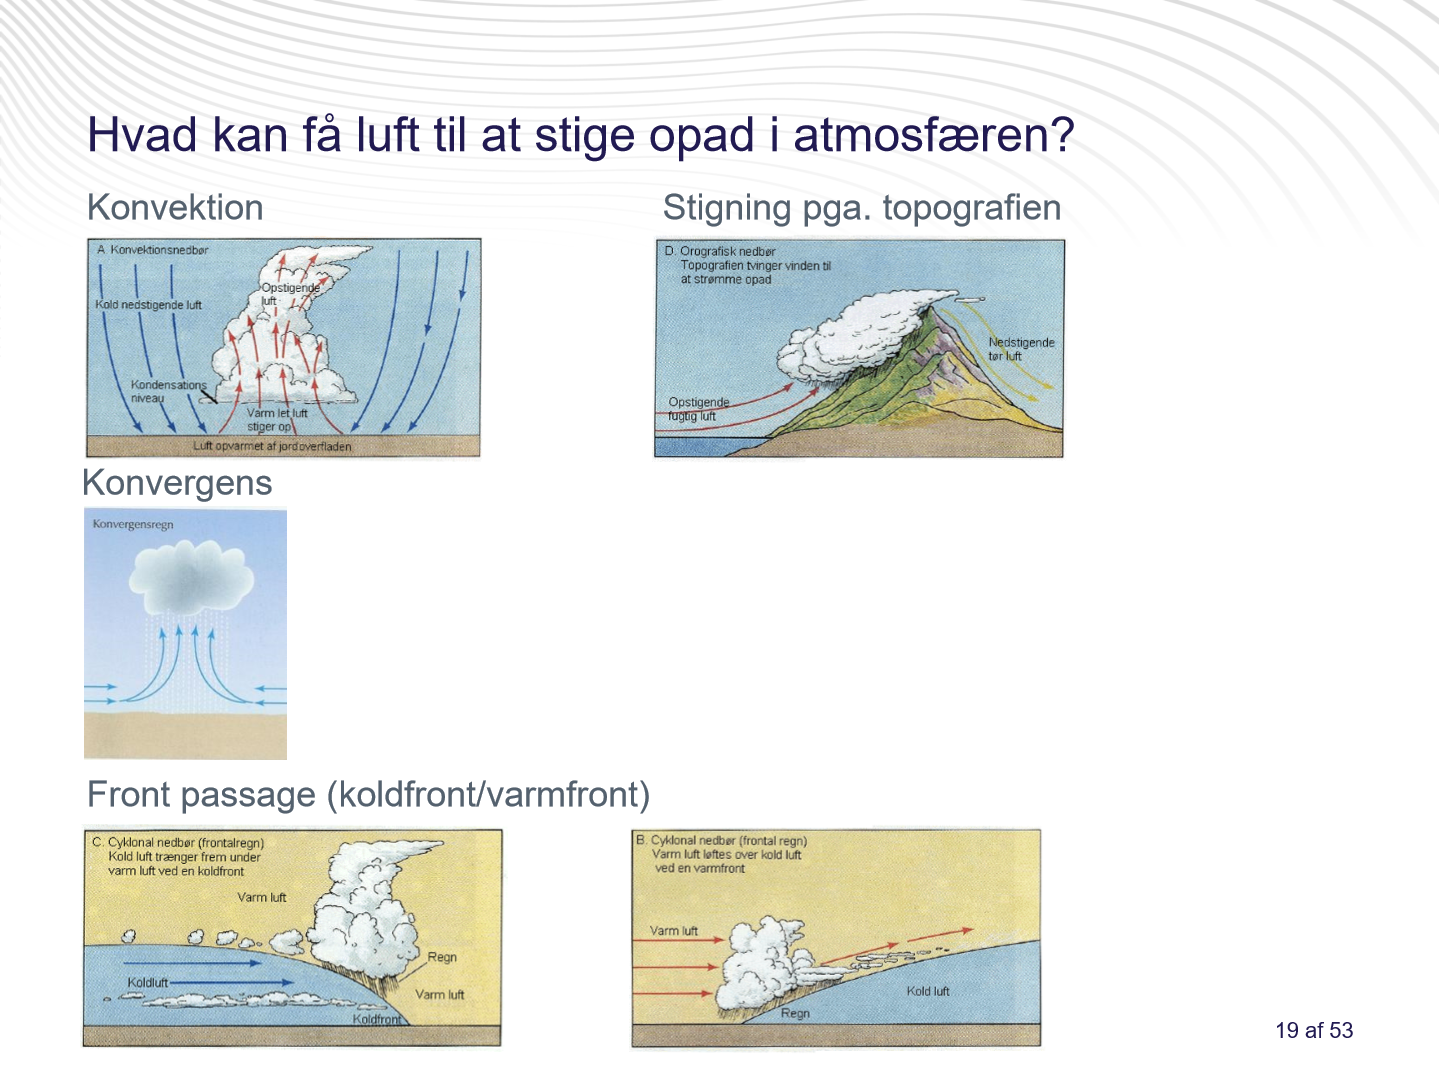 Hvad kan få luft til at stige opad i atmosfæren?
Konvektion
A. Konvektionsnedbør
Kold nedstigende luft
Opstigende
luft
Kondensations
niveau
Varm let luft
stiger op
Luft opvarmet af jordoverfladen
Stigning pga. topografien
D. Orografisk nedbør
Topografien tvinger vinden til
at strømme opad
Nedstigende
tør luft
Opstigende
fugtig luft
Konvergens
Konvergensregn
Front passage (koldfront/varmfront)
C. Cyklonal nedbør (frontalregn)
Kold luft trænger frem under
varm luft ved en koldfront
Varm luft
Regn
Koldluft
Varm luft
Koldfront
B. Cyklonal nedbør (frontal regn)
Varm luft løftes over kold luft
ved en varmfront
Varm luft
Kold luft
Regn
19 af 53